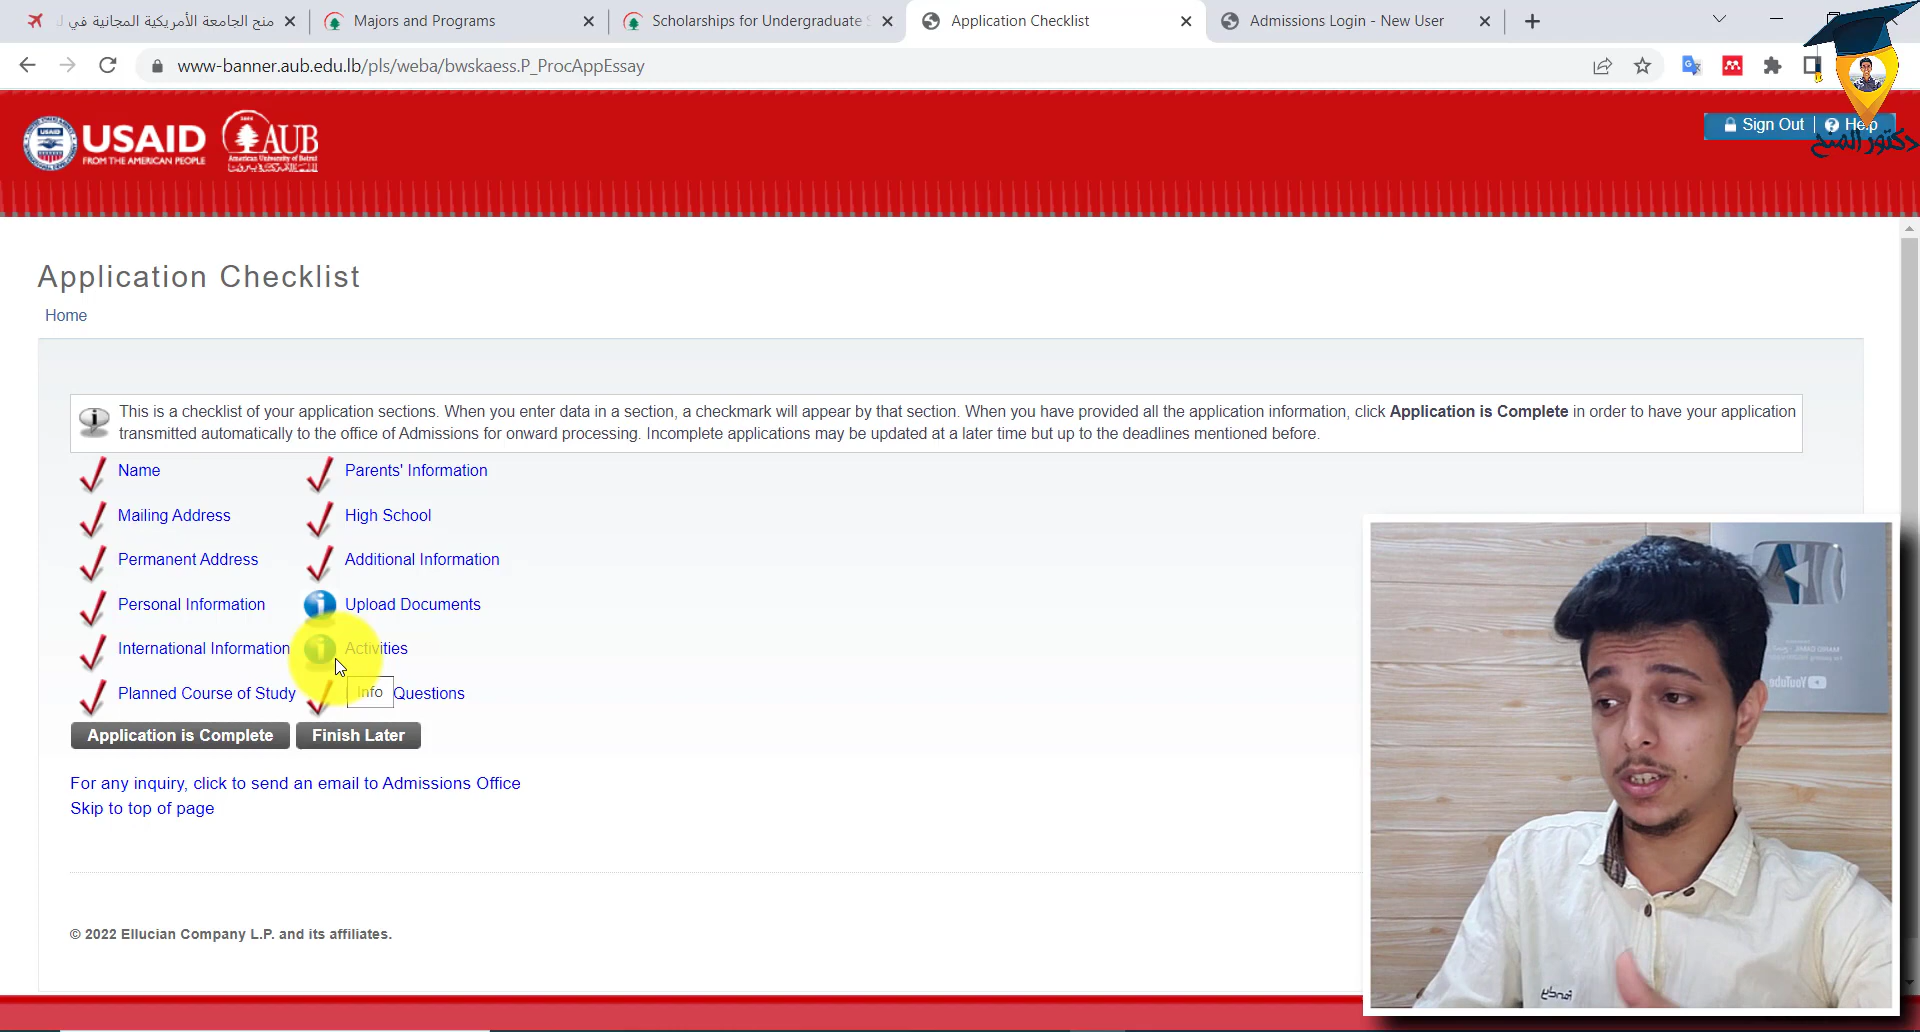 منح الجامعة الأمريكية المجانية في ل
Majors and Programs
Scholarships for Undergraduate S
Application Checklist
Admissions Login - New User
www-banner.aub.edu.lb/pls/weba/bwskaess.P_ProcAppEssay
USAID
FROM THE AMERICAN PEOPLE
AUB
American University of Beirut
Sign Out
Help
دكتور المنح
Application Checklist
Home
This is a checklist of your application sections. When you enter data in a section, a checkmark will appear by that section. When you have provided all the application information, click Application is Complete in order to have your application
transmitted automatically to the office of Admissions for onward processing. Incomplete applications may be updated at a later time but up to the deadlines mentioned before.
Name
Parents' Information
Mailing Address
High School
Permanent Address
Additional Information
Personal Information
Upload Documents
International Information
Activities
Planned Course of Study
Info
Questions
Application is Complete
Finish Later
For any inquiry, click to send an email to Admissions Office
Skip to top of page
© 2022 Ellucian Company L.P. and its affiliates.
YouTube